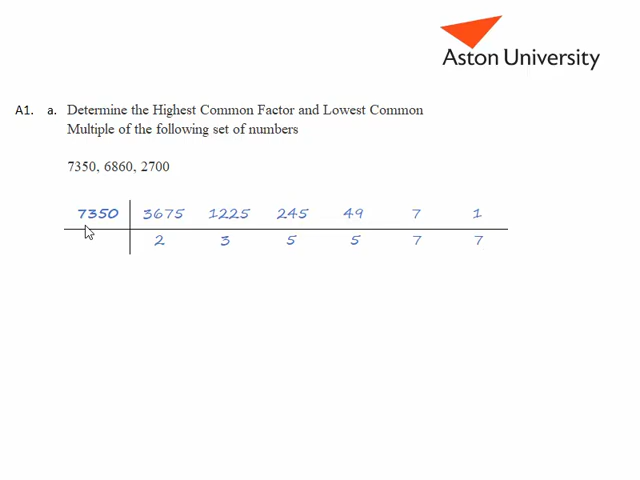 Aston University
A1. a. Determine the Highest Common Factor and Lowest Common
Multiple of the following set of numbers
7350, 6860, 2700
7350 3675 1225 245 49 7 1
2 3 5 5 7 7